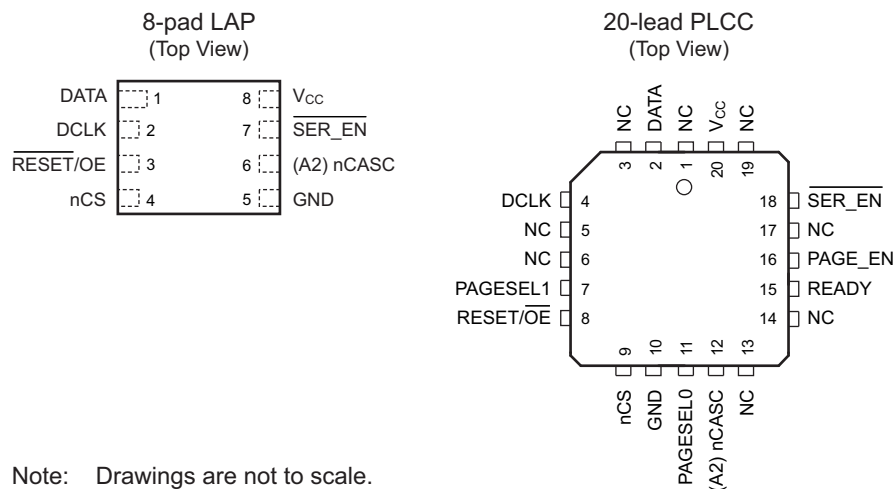 8-pad LAP
(Top View)
DATA 1 8 VCC
DCLK 2 7 SER_EN
RESET/OE 3 6 (A2) nCASC
nCS 4 5 GND
20-lead PLCC
(Top View)
NC DATA NC VCC NC
3 2 1 20 19
DCLK 4 18 SER_EN
NC 5 17 NC
NC 6 16 PAGE_EN
PAGESEL1 7 15 READY
RESET/OE 8 14 NC
9 10 11 12 13
nCS GND PAGESEL0 (A2) nCASC NC
Note: Drawings are not to scale.